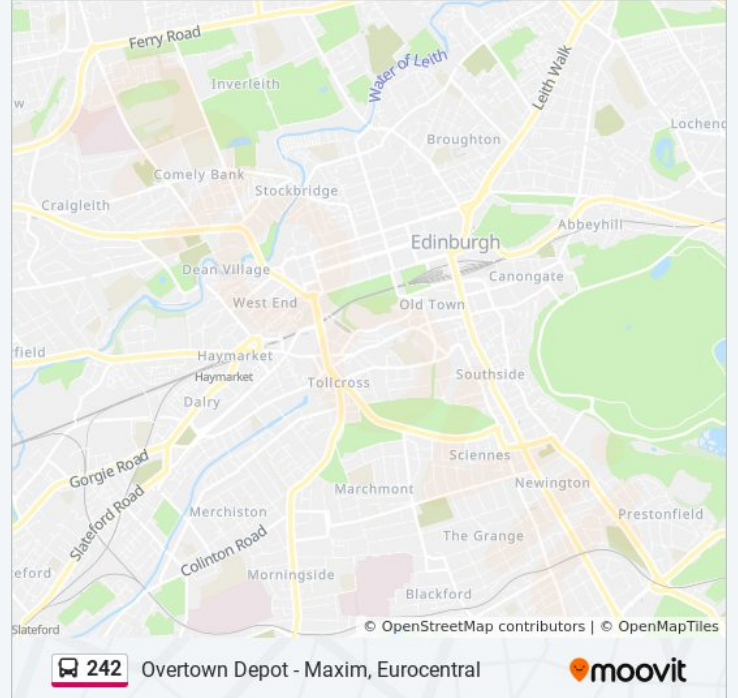 Ferry Road
Inverleith
Water of Leith
Leith Walk
w
Lochend
Broughton
Comely Bank
Stockbridge
Craigleith
Abbeyhill
Edinburgh
Dean Village
Canongate
West End
Old Town
field
Haymarket
Haymarket
Tollcross
Southside
Dalry
Gorgie Road
Sciennes
Slateford Road
Marchmont
Newington
Merchiston
Prestonfield
Colinton Road
The Grange
eford
Morningside
Blackford
Slateford
© OpenStreetMap contributors | © OpenMapTiles
242 Overtown Depot - Maxim, Eurocentral
moovit